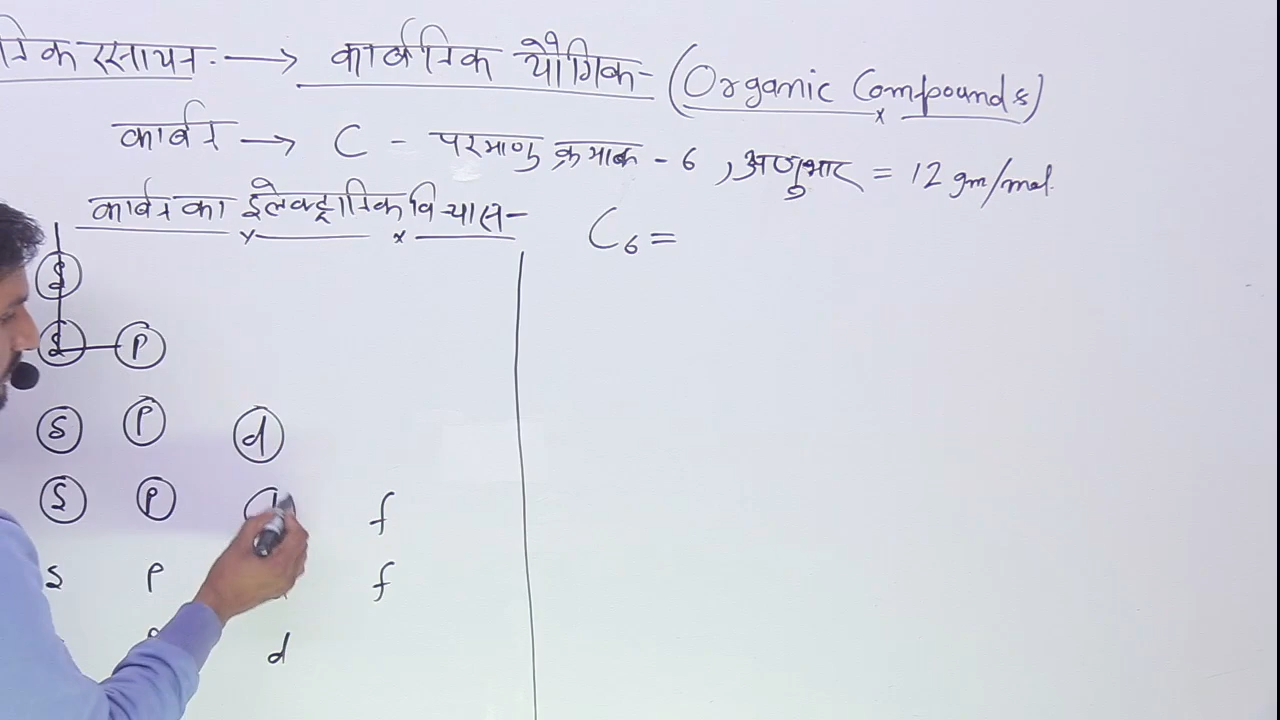 रसायन. → कार्बनिक यौगिक- (Organic Compounds)
कार्बन → C - परमाणु क्रमांक - 6 , अणुभार = 12 gm/mol.
कार्बन का इलेक्ट्रानिक विन्यास- C6 =
S
S P
S P d
S P d f
S P f
d